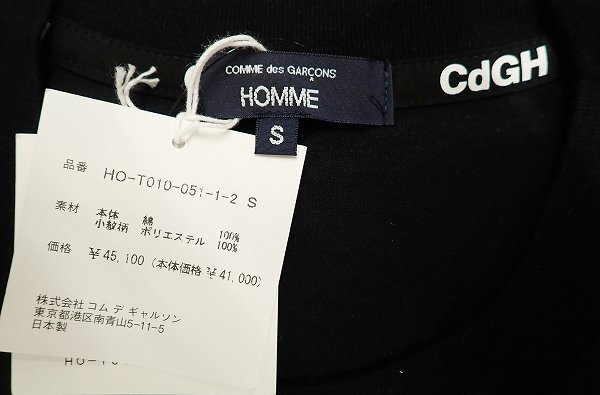 COMME des GARÇONS
HOMME
S
CdGH
品番 HO-T010-051-1-2 S
素材 本体 綿 100%
小紋柄 ポリエステル 100%
価格 ¥45,100 (本体価格 ¥41,000)
株式会社 コム デ ギャルソン
東京都港区南青山5-11-5
日本製